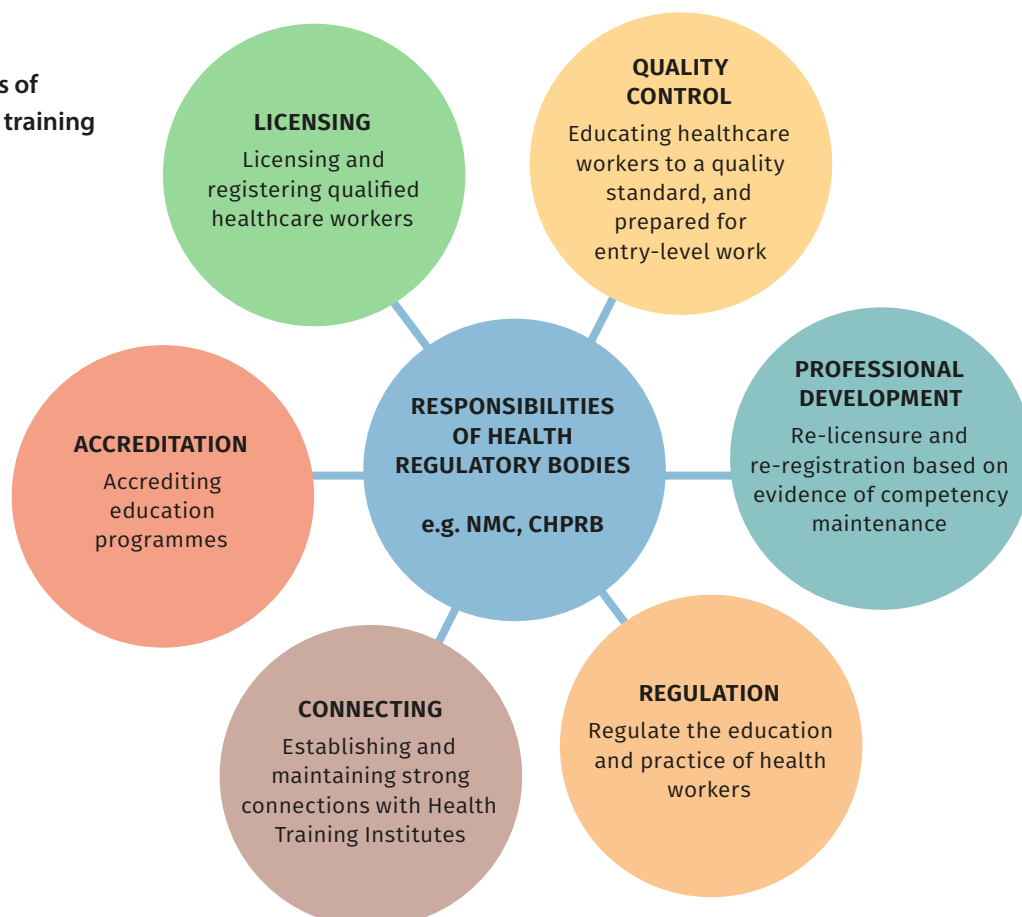 s of
training
LICENSING
Licensing and
registering qualified
healthcare workers
QUALITY
CONTROL
Educating healthcare
workers to a quality
standard, and
prepared for
entry-level work
PROFESSIONAL
DEVELOPMENT
Re-licensure and
re-registration based on
evidence of competency
maintenance
REGULATION
Regulate the education
and practice of health
workers
CONNECTING
Establishing and
maintaining strong
connections with Health
Training Institutes
ACCREDITATION
Accrediting
education
programmes
RESPONSIBILITIES
OF HEALTH
REGULATORY BODIES
e.g. NMC, CHPRB